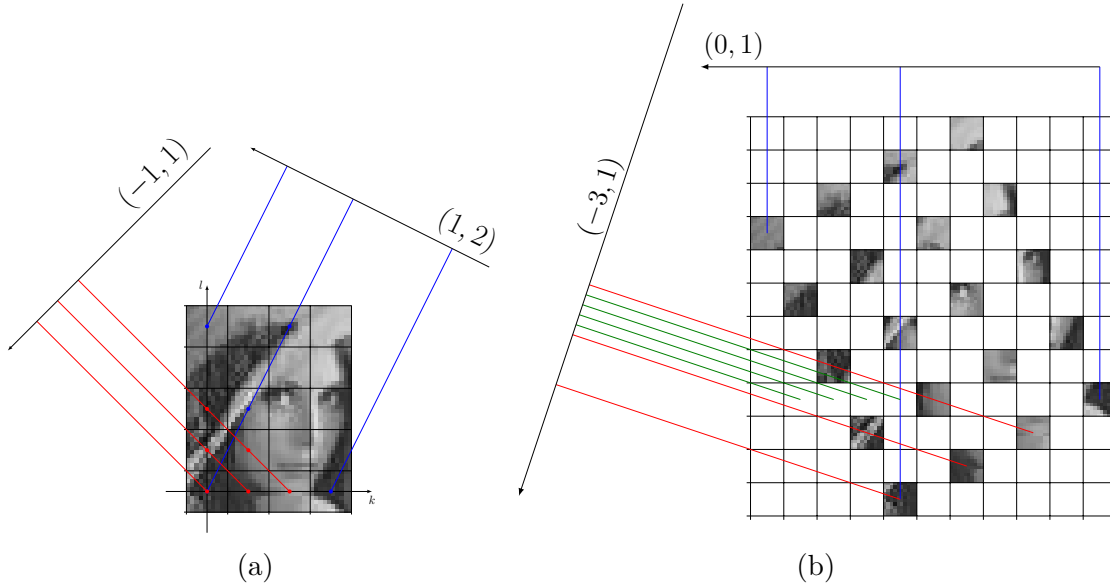 (−1, 1)
(1, 2)
l
k
(a)
(0, 1)
(−3, 1)
(b)